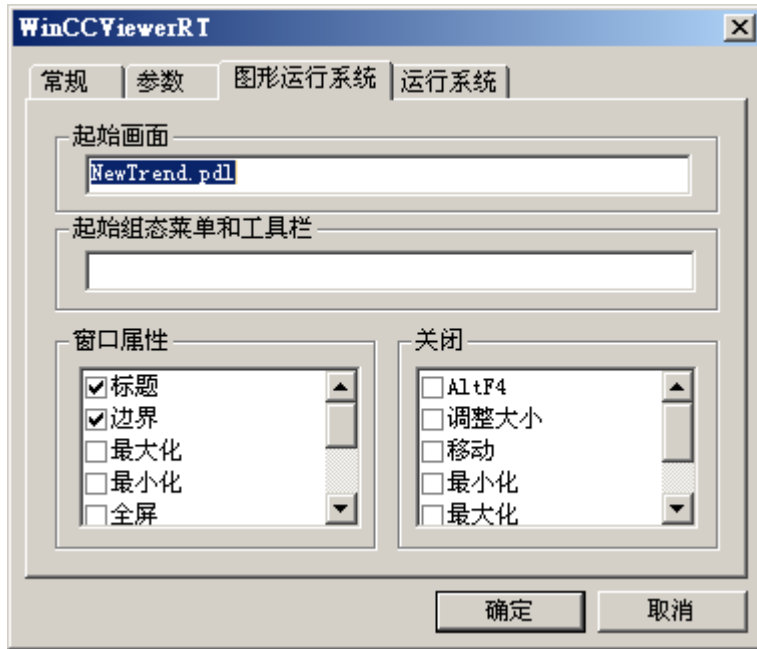 WinCCViewerRT
常规 参数 图形运行系统 运行系统
起始画面
NewTrend.pdl
起始组态菜单和工具栏
窗口属性
标题
边界
最大化
最小化
全屏
关闭
AltF4
调整大小
移动
最小化
最大化
确定 取消